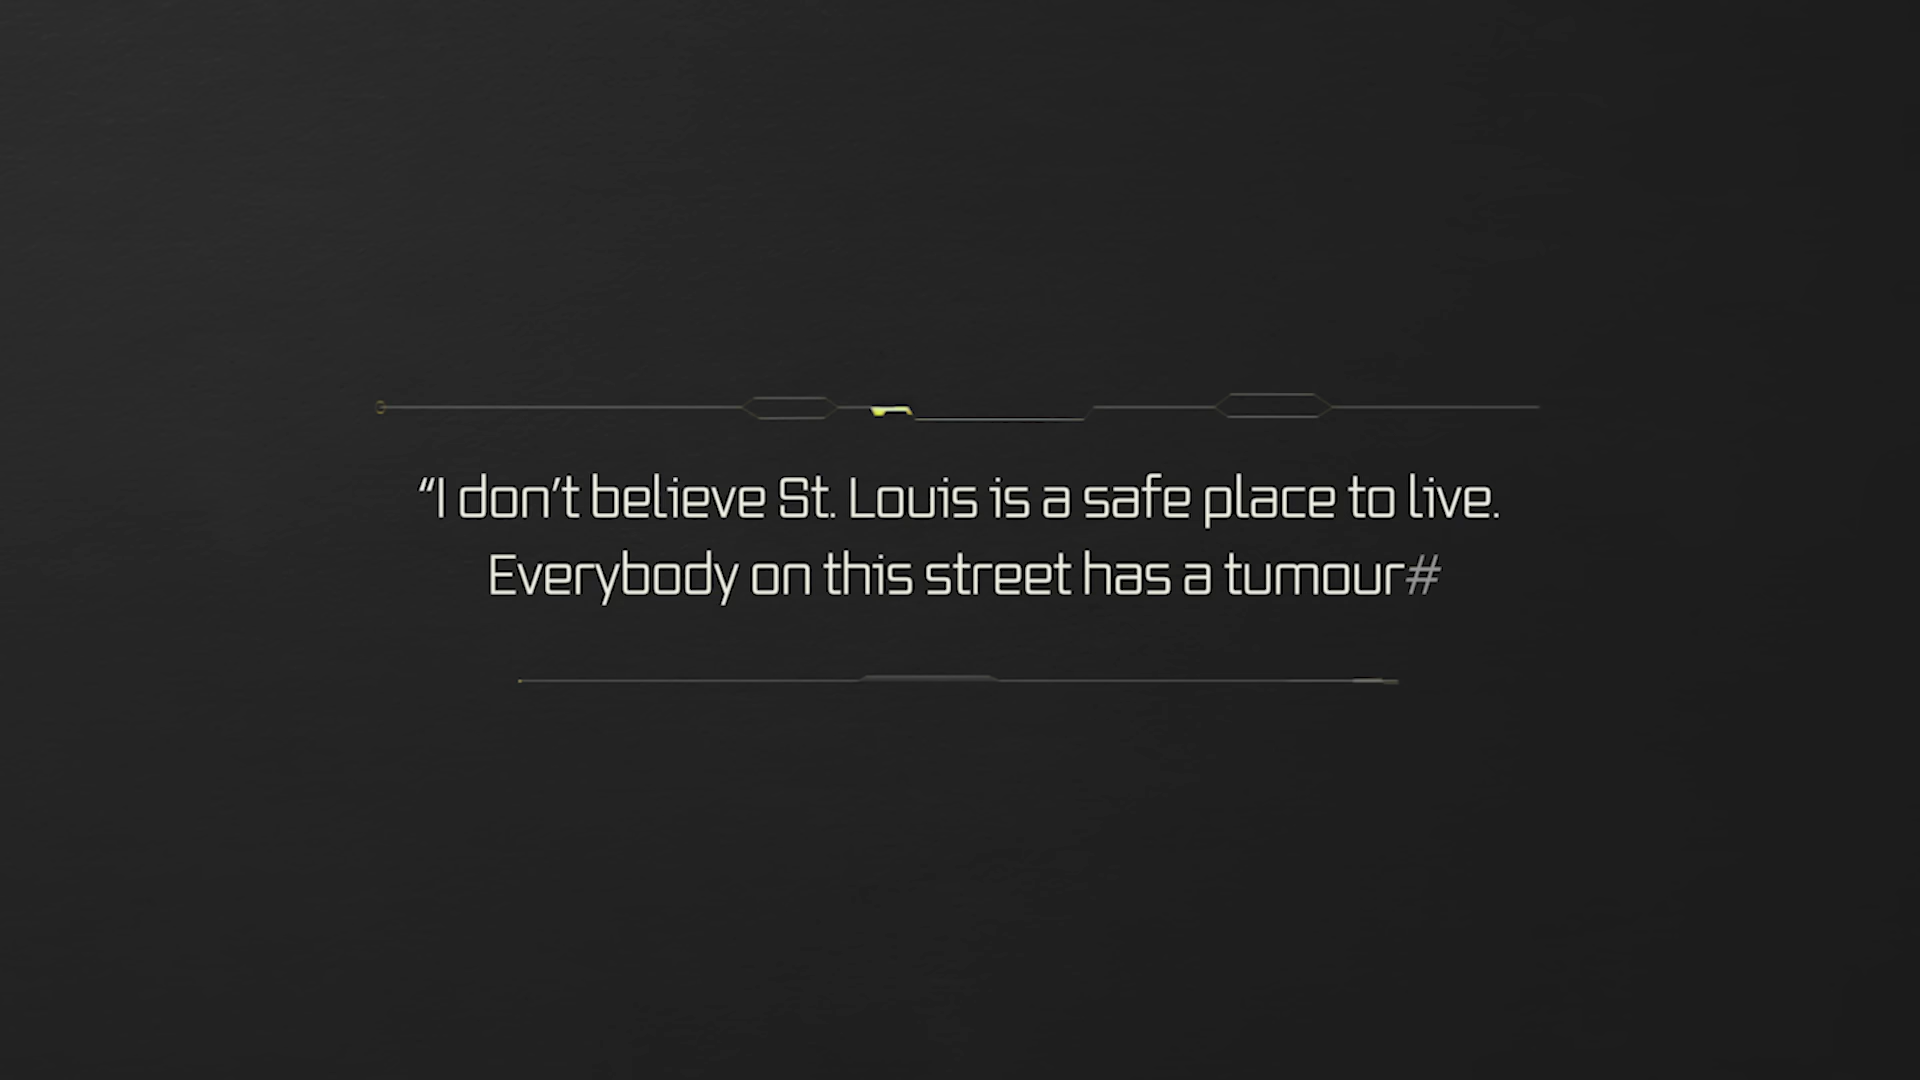 “I don’t believe St. Louis is a safe place to live.
Everybody on this street has a tumour#